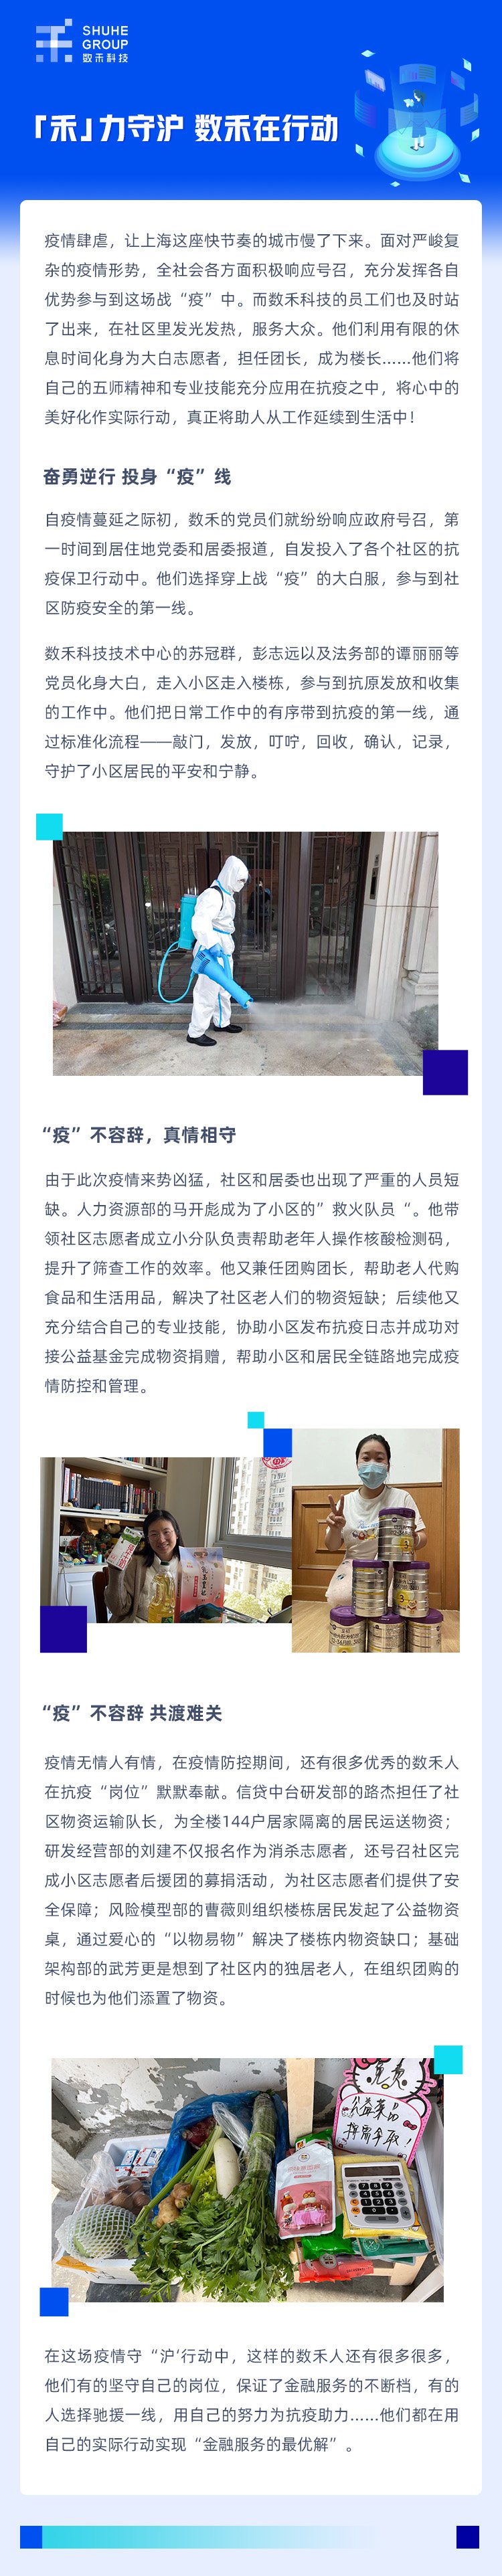 SHUHE
GROUP
数禾科技
「禾」力守沪 数禾在行动
疫情肆虐，让上海这座快节奏的城市慢了下来。面对严峻复
杂的疫情形势，全社会各方面积极响应号召，充分发挥各自
优势参与到这场战“疫”中。而数禾科技的员工们也及时站
了出来，在社区里发光发热，服务大众。他们利用有限的休
息时间化身为大白志愿者，担任团长，成为楼长……他们将
自己的五师精神和专业技能充分应用在抗疫之中，将心中的
美好化作实际行动，真正将助人从工作延续到生活中！
奋勇逆行 投身“疫”线
自疫情蔓延之际初，数禾的党员们就纷纷响应政府号召，第
一时间到居住地党委和居委报道，自发投入了各个社区的抗
疫保卫行动中。他们选择穿上战“疫”的大白服，参与到社
区防疫安全的第一线。
数禾科技技术中心的苏冠群，彭志远以及法务部的谭丽丽等
党员化身大白，走入小区走入楼栋，参与到抗原发放和收集
的工作中。他们把日常工作中的有序带到抗疫的第一线，通
过标准化流程——敲门，发放，叮咛，回收，确认，记录，
守护了小区居民的平安和宁静。
“疫”不容辞，真情相守
由于此次疫情来势凶猛，社区和居委也出现了严重的人员短
缺。人力资源部的马开彪成为了小区的”救火队员“。他带
领社区志愿者成立小分队负责帮助老年人操作核酸检测码，
提升了筛查工作的效率。他又兼任团购团长，帮助老人代购
食品和生活用品，解决了社区老人们的物资短缺；后续他又
充分结合自己的专业技能，协助小区发布抗疫日志并成功对
接公益基金完成物资捐赠，帮助小区和居民全链路地完成疫
情防控和管理。
“疫”不容辞 共渡难关
疫情无情人有情，在疫情防控期间，还有很多优秀的数禾人
在抗疫“岗位”默默奉献。信贷中台研发部的路杰担任了社
区物资运输队长，为全楼144户居家隔离的居民运送物资；
研发经营部的刘建不仅报名作为消杀志愿者，还号召社区完
成小区志愿者后援团的募捐活动，为社区志愿者们提供了安
全保障；风险模型部的曹薇则组织楼栋居民发起了公益物资
桌，通过爱心的“以物易物”解决了楼栋内物资缺口；基础
架构部的武芳更是想到了社区内的独居老人，在组织团购的
时候也为他们添置了物资。
免费
公益菜品
按需拿取
在这场疫情守“沪'行动中，这样的数禾人还有很多很多，
他们有的坚守自己的岗位，保证了金融服务的不断档，有的
人选择驰援一线，用自己的努力为抗疫助力……他们都在用
自己的实际行动实现“金融服务的最优解”。